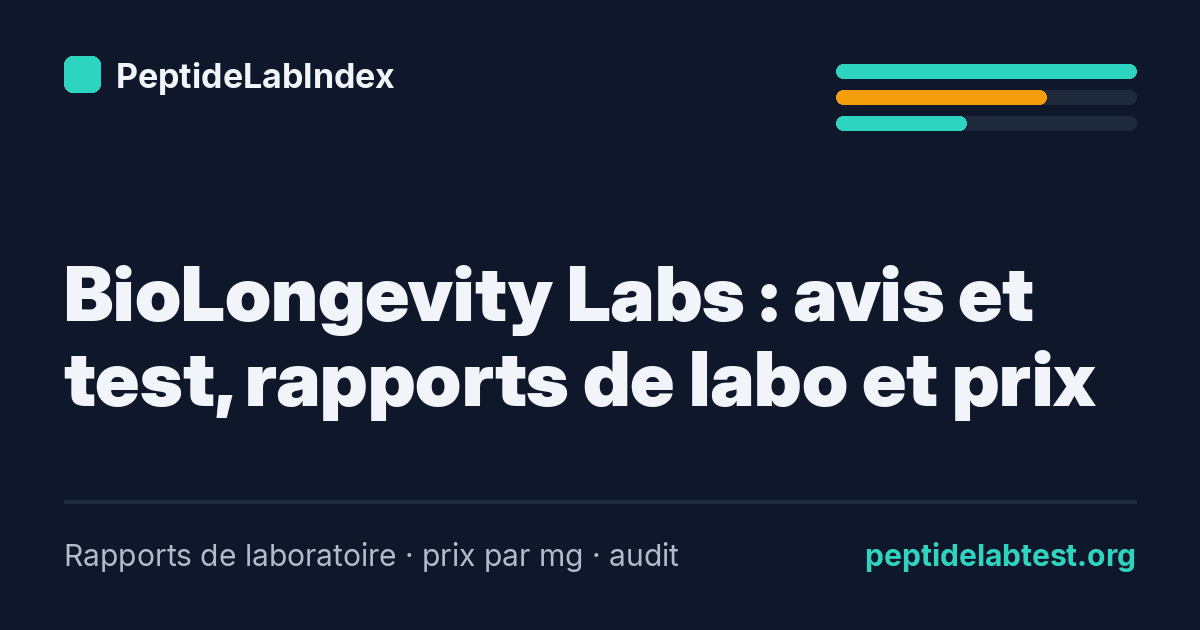 PeptideLabIndex
BioLongevity Labs : avis et
test, rapports de labo et prix
Rapports de laboratoire · prix par mg · audit
peptidelabtest.org